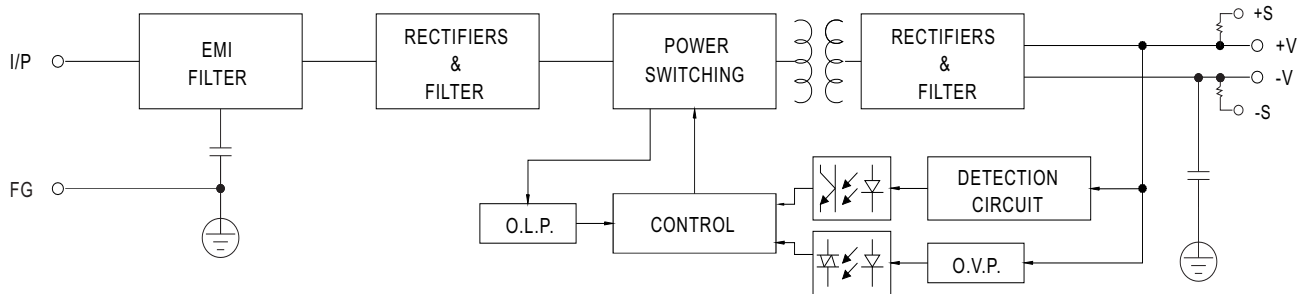 I/P
EMI
FILTER
RECTIFIERS
&
FILTER
POWER
SWITCHING
RECTIFIERS
&
FILTER
+S
+V
-V
-S
FG
O.L.P.
CONTROL
DETECTION
CIRCUIT
O.V.P.